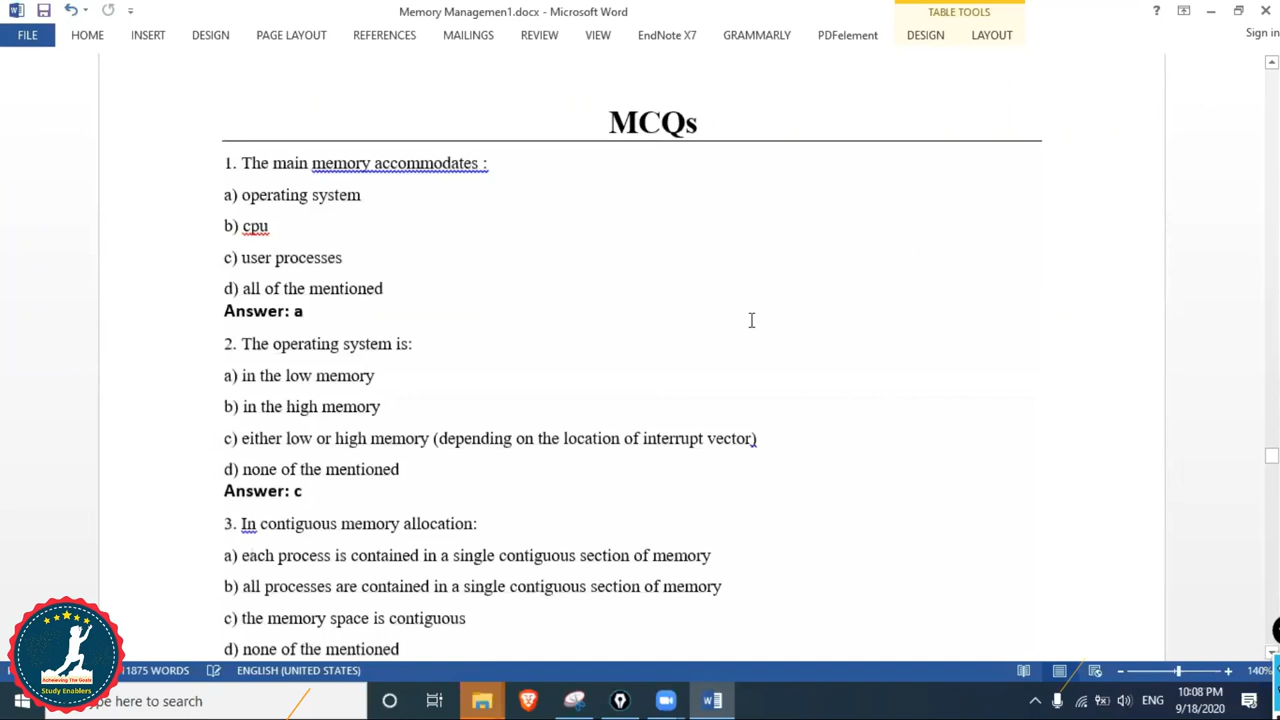 Memory Managemen1.docx - Microsoft Word
TABLE TOOLS
?
Sign in
FILE HOME INSERT DESIGN PAGE LAYOUT REFERENCES MAILINGS REVIEW VIEW EndNote X7 GRAMMARLY PDFelement DESIGN LAYOUT
MCQs
1. The main memory accommodates :
a) operating system
b) cpu
c) user processes
d) all of the mentioned
Answer: a
2. The operating system is:
a) in the low memory
b) in the high memory
c) either low or high memory (depending on the location of interrupt vector)
d) none of the mentioned
Answer: c
3. In contiguous memory allocation:
a) each process is contained in a single contiguous section of memory
b) all processes are contained in a single contiguous section of memory
c) the memory space is contiguous
d) none of the mentioned
Achieveing The Goals
Study Enablers
11875 WORDS ENGLISH (UNITED STATES) 140%
pe here to search
ENG
10:08 PM
9/18/2020